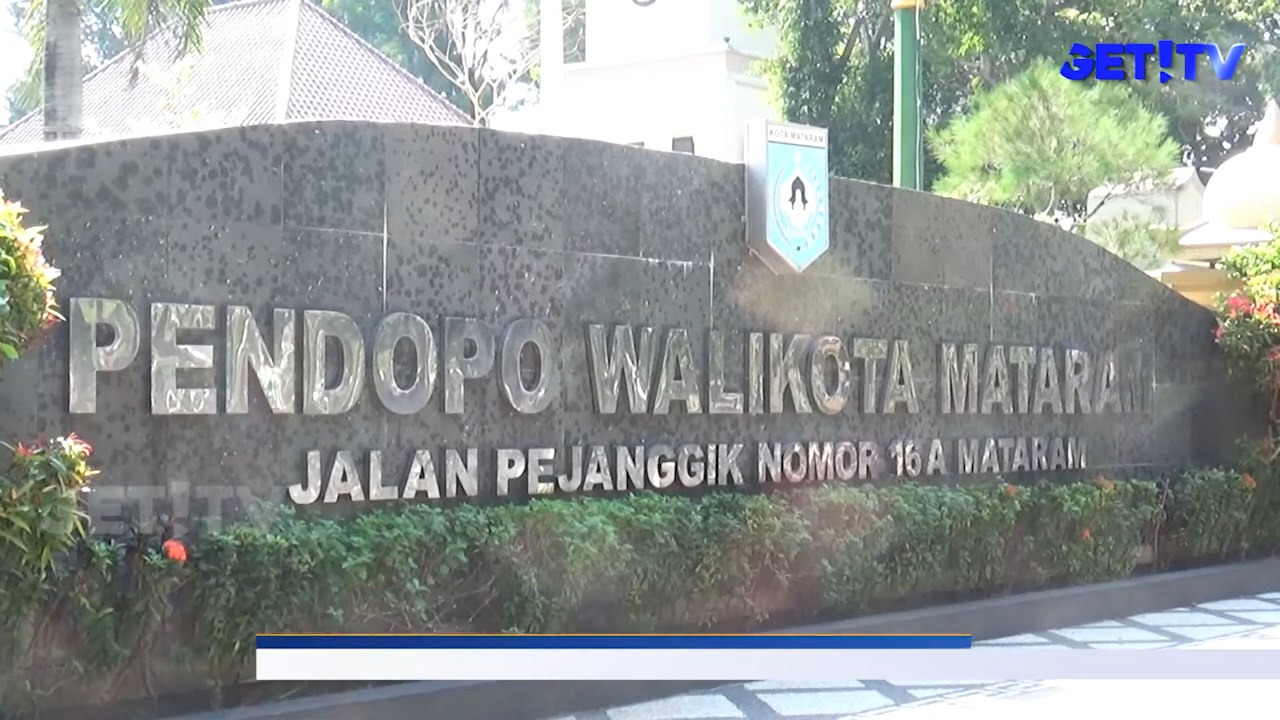 GET!TV
KOTA MATARAM
PENDOPO WALIKOTA MATARAM
JALAN PEJANGGIK NOMOR 16 A MATARAM
GET!TV